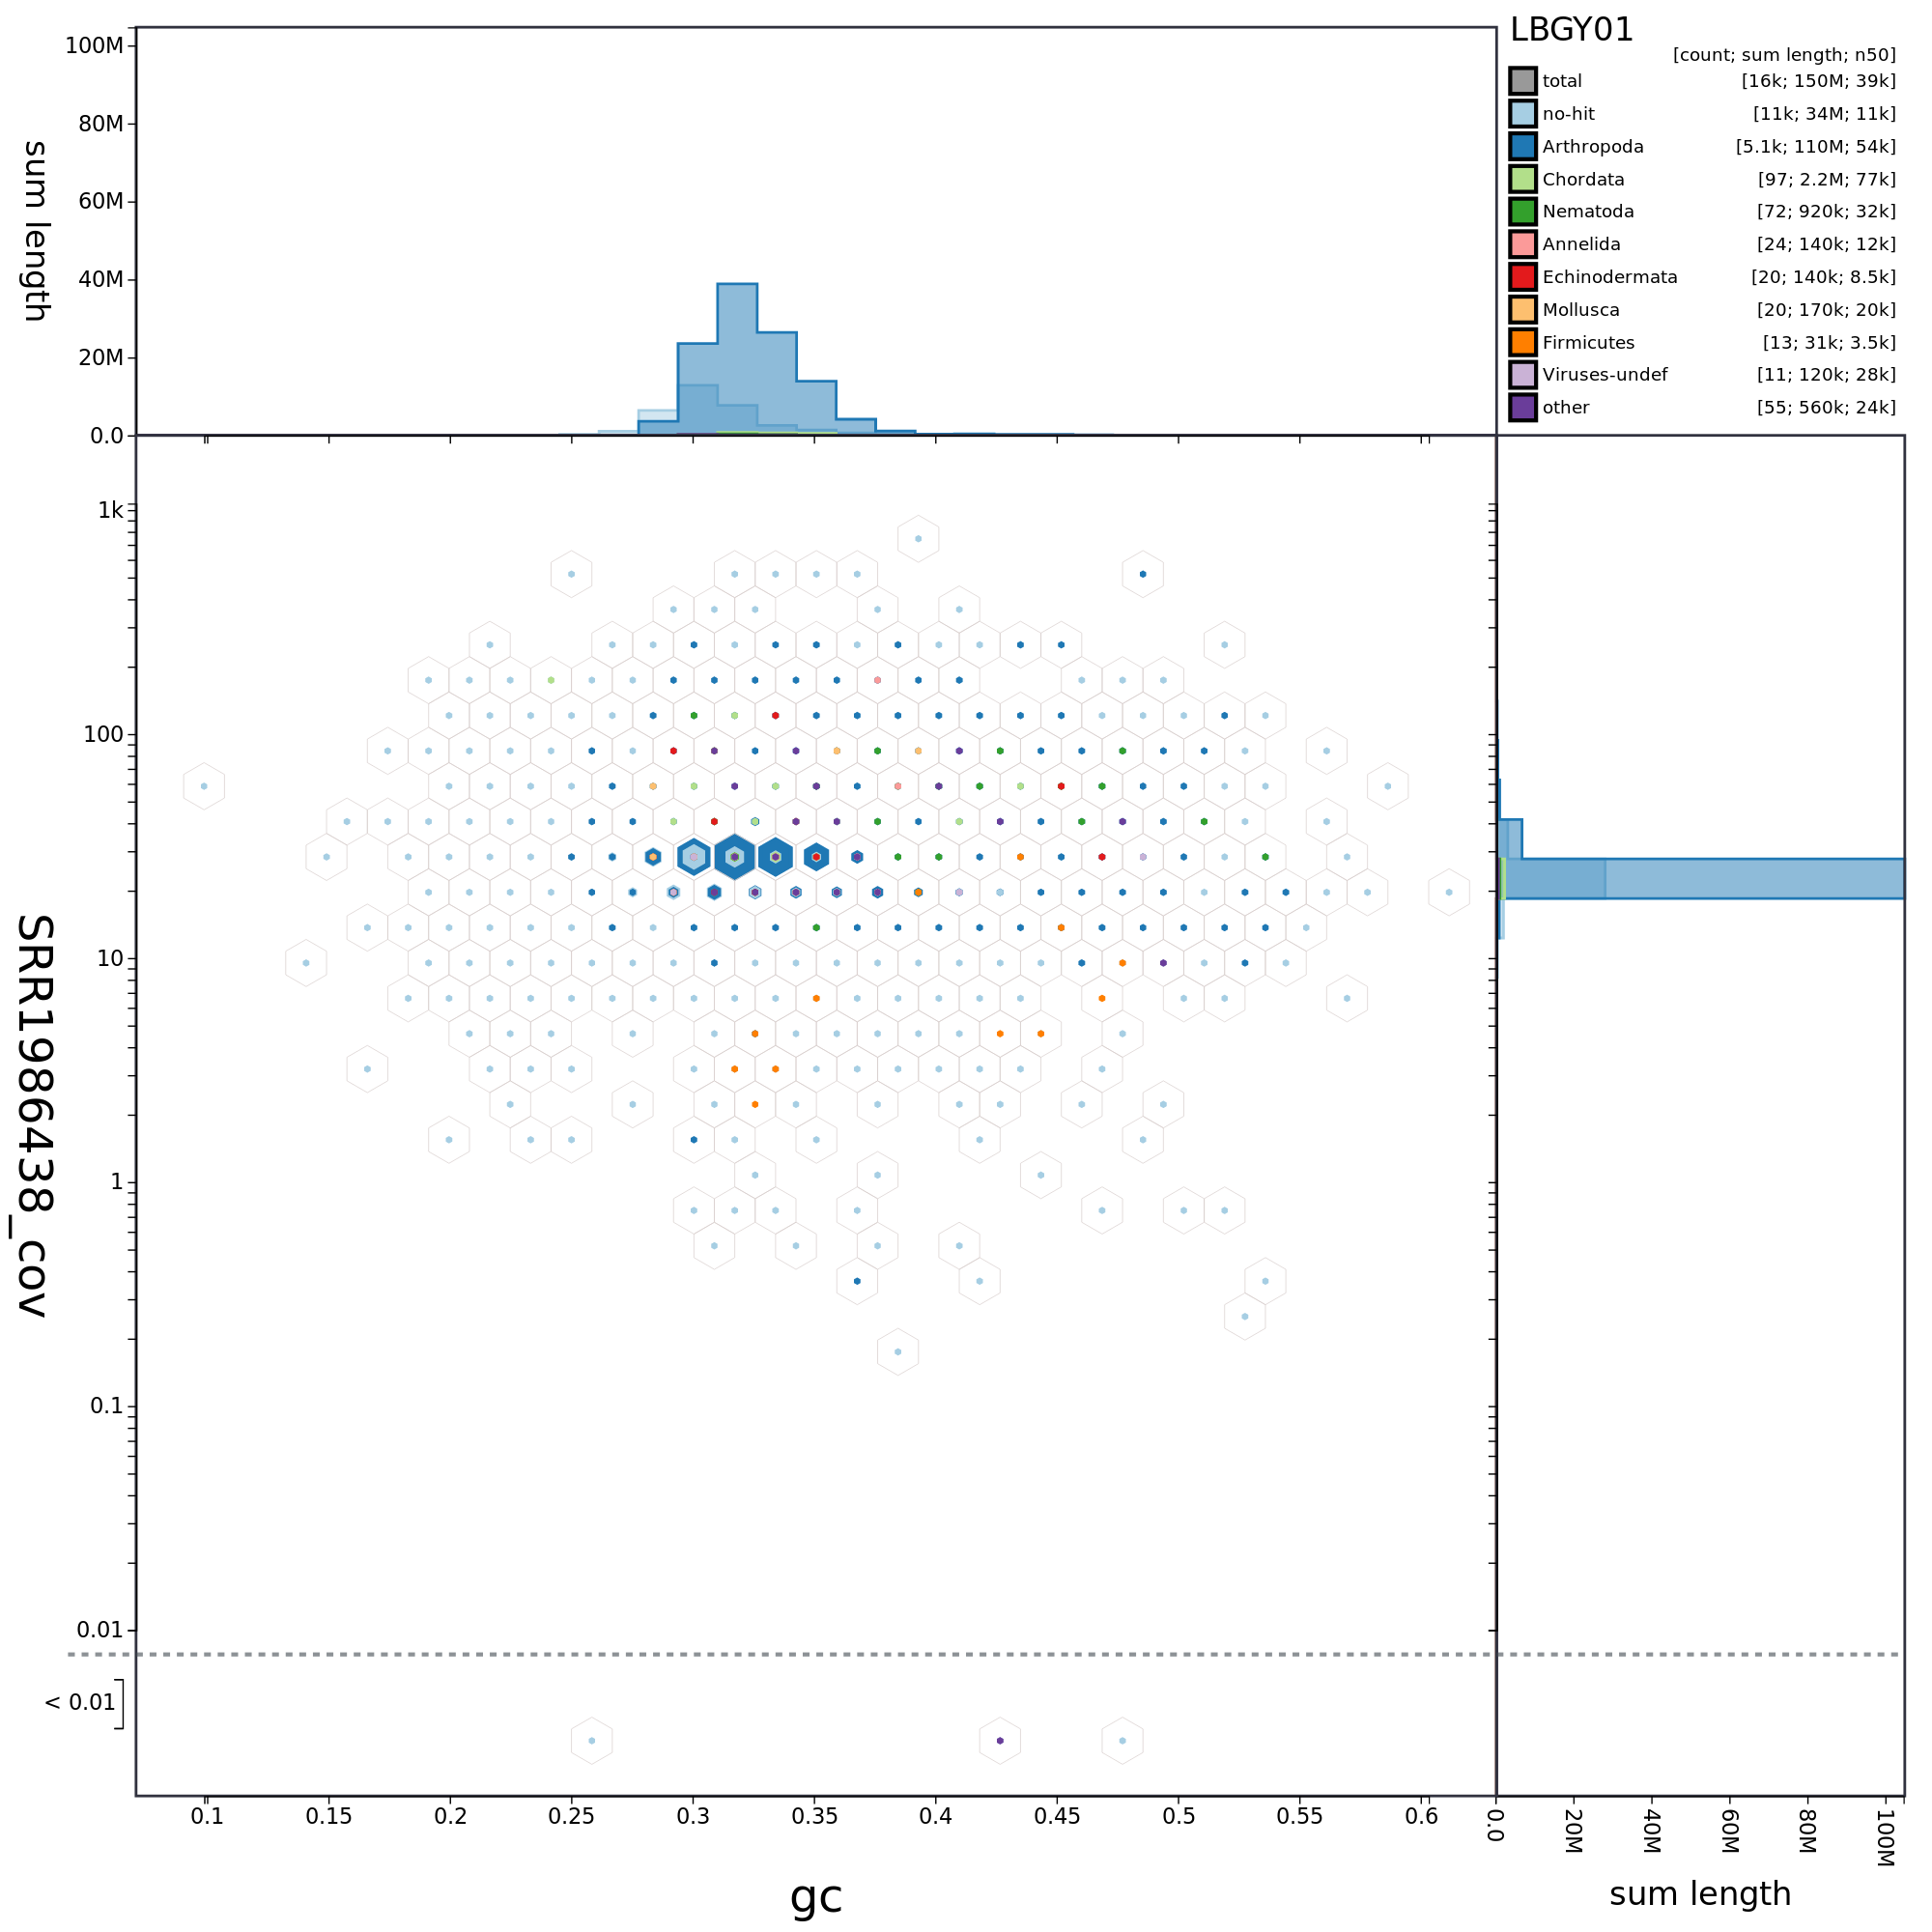 100M
80M
60M
40M
20M
0.0
sum length
LBGY01
[count; sum length; n50]
total [16k; 150M; 39k]
no-hit [11k; 34M; 11k]
Arthropoda [5.1k; 110M; 54k]
Chordata [97; 2.2M; 77k]
Nematoda [72; 920k; 32k]
Annelida [24; 140k; 12k]
Echinodermata [20; 140k; 8.5k]
Mollusca [20; 170k; 20k]
Firmicutes [13; 31k; 3.5k]
Viruses-undef [11; 120k; 28k]
other [55; 560k; 24k]
1k
100
10
1
0.1
0.01
< 0.01
SRR1986438_cov
0.1 0.15 0.2 0.25 0.3 0.35 0.4 0.45 0.5 0.55 0.6
gc
0.0 20M 40M 60M 80M 100M
sum length